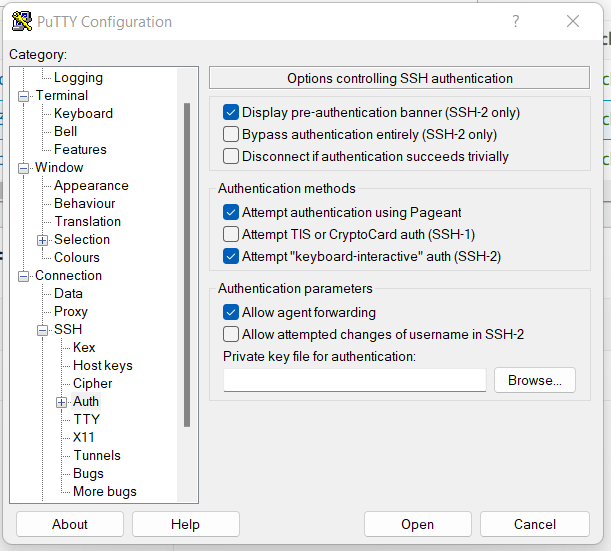 PuTTY Configuration
?
Category:
Logging
Terminal
Keyboard
Bell
Features
Window
Appearance
Behaviour
Translation
Selection
Colours
Connection
Data
Proxy
SSH
Kex
Host keys
Cipher
Auth
TTY
X11
Tunnels
Bugs
More bugs
Options controlling SSH authentication
Display pre-authentication banner (SSH-2 only)
Bypass authentication entirely (SSH-2 only)
Disconnect if authentication succeeds trivially
Authentication methods
Attempt authentication using Pageant
Attempt TIS or CryptoCard auth (SSH-1)
Attempt "keyboard-interactive" auth (SSH-2)
Authentication parameters
Allow agent forwarding
Allow attempted changes of username in SSH-2
Private key file for authentication:
Browse...
About
Help
Open
Cancel